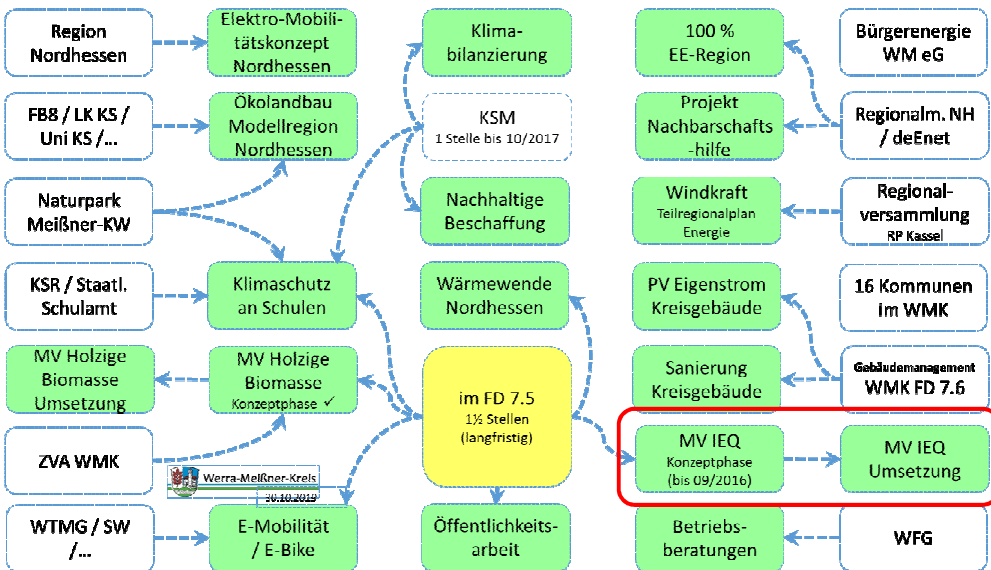 Region
Nordhessen
Elektro-Mobili-
tätskonzept
Nordhessen
Klima-
bilanzierung
100 %
EE-Region
Bürgerenergie
WM eG
FB8 / LK KS /
Uni KS /...
Ökolandbau
Modellregion
Nordhessen
KSM
1 Stelle bis 10/2017
Projekt
Nachbarschafts
-hilfe
Regionalm. NH
/ deEnet
Naturpark
Meißner-KW
Nachhaltige
Beschaffung
Windkraft
Teilregionalplan
Energie
Regional-
versammlung
RP Kassel
KSR / Staatl.
Schulamt
Klimaschutz
an Schulen
Wärmewende
Nordhessen
PV Eigenstrom
Kreisgebäude
16 Kommunen
im WMK
MV Holzige
Biomasse
Umsetzung
MV Holzige
Biomasse
Konzeptphase ✓
im FD 7.5
1½ Stellen
(langfristig)
Sanierung
Kreisgebäude
Gebäudemanagement
WMK FD 7.6
ZVA WMK
Werra-Meißner-Kreis
30.10.2019
MV IEQ
Konzeptphase
(bis 09/2016)
MV IEQ
Umsetzung
WTMG / SW
/...
E-Mobilität
/ E-Bike
Öffentlichkeits-
arbeit
Betriebs-
beratungen
WFG